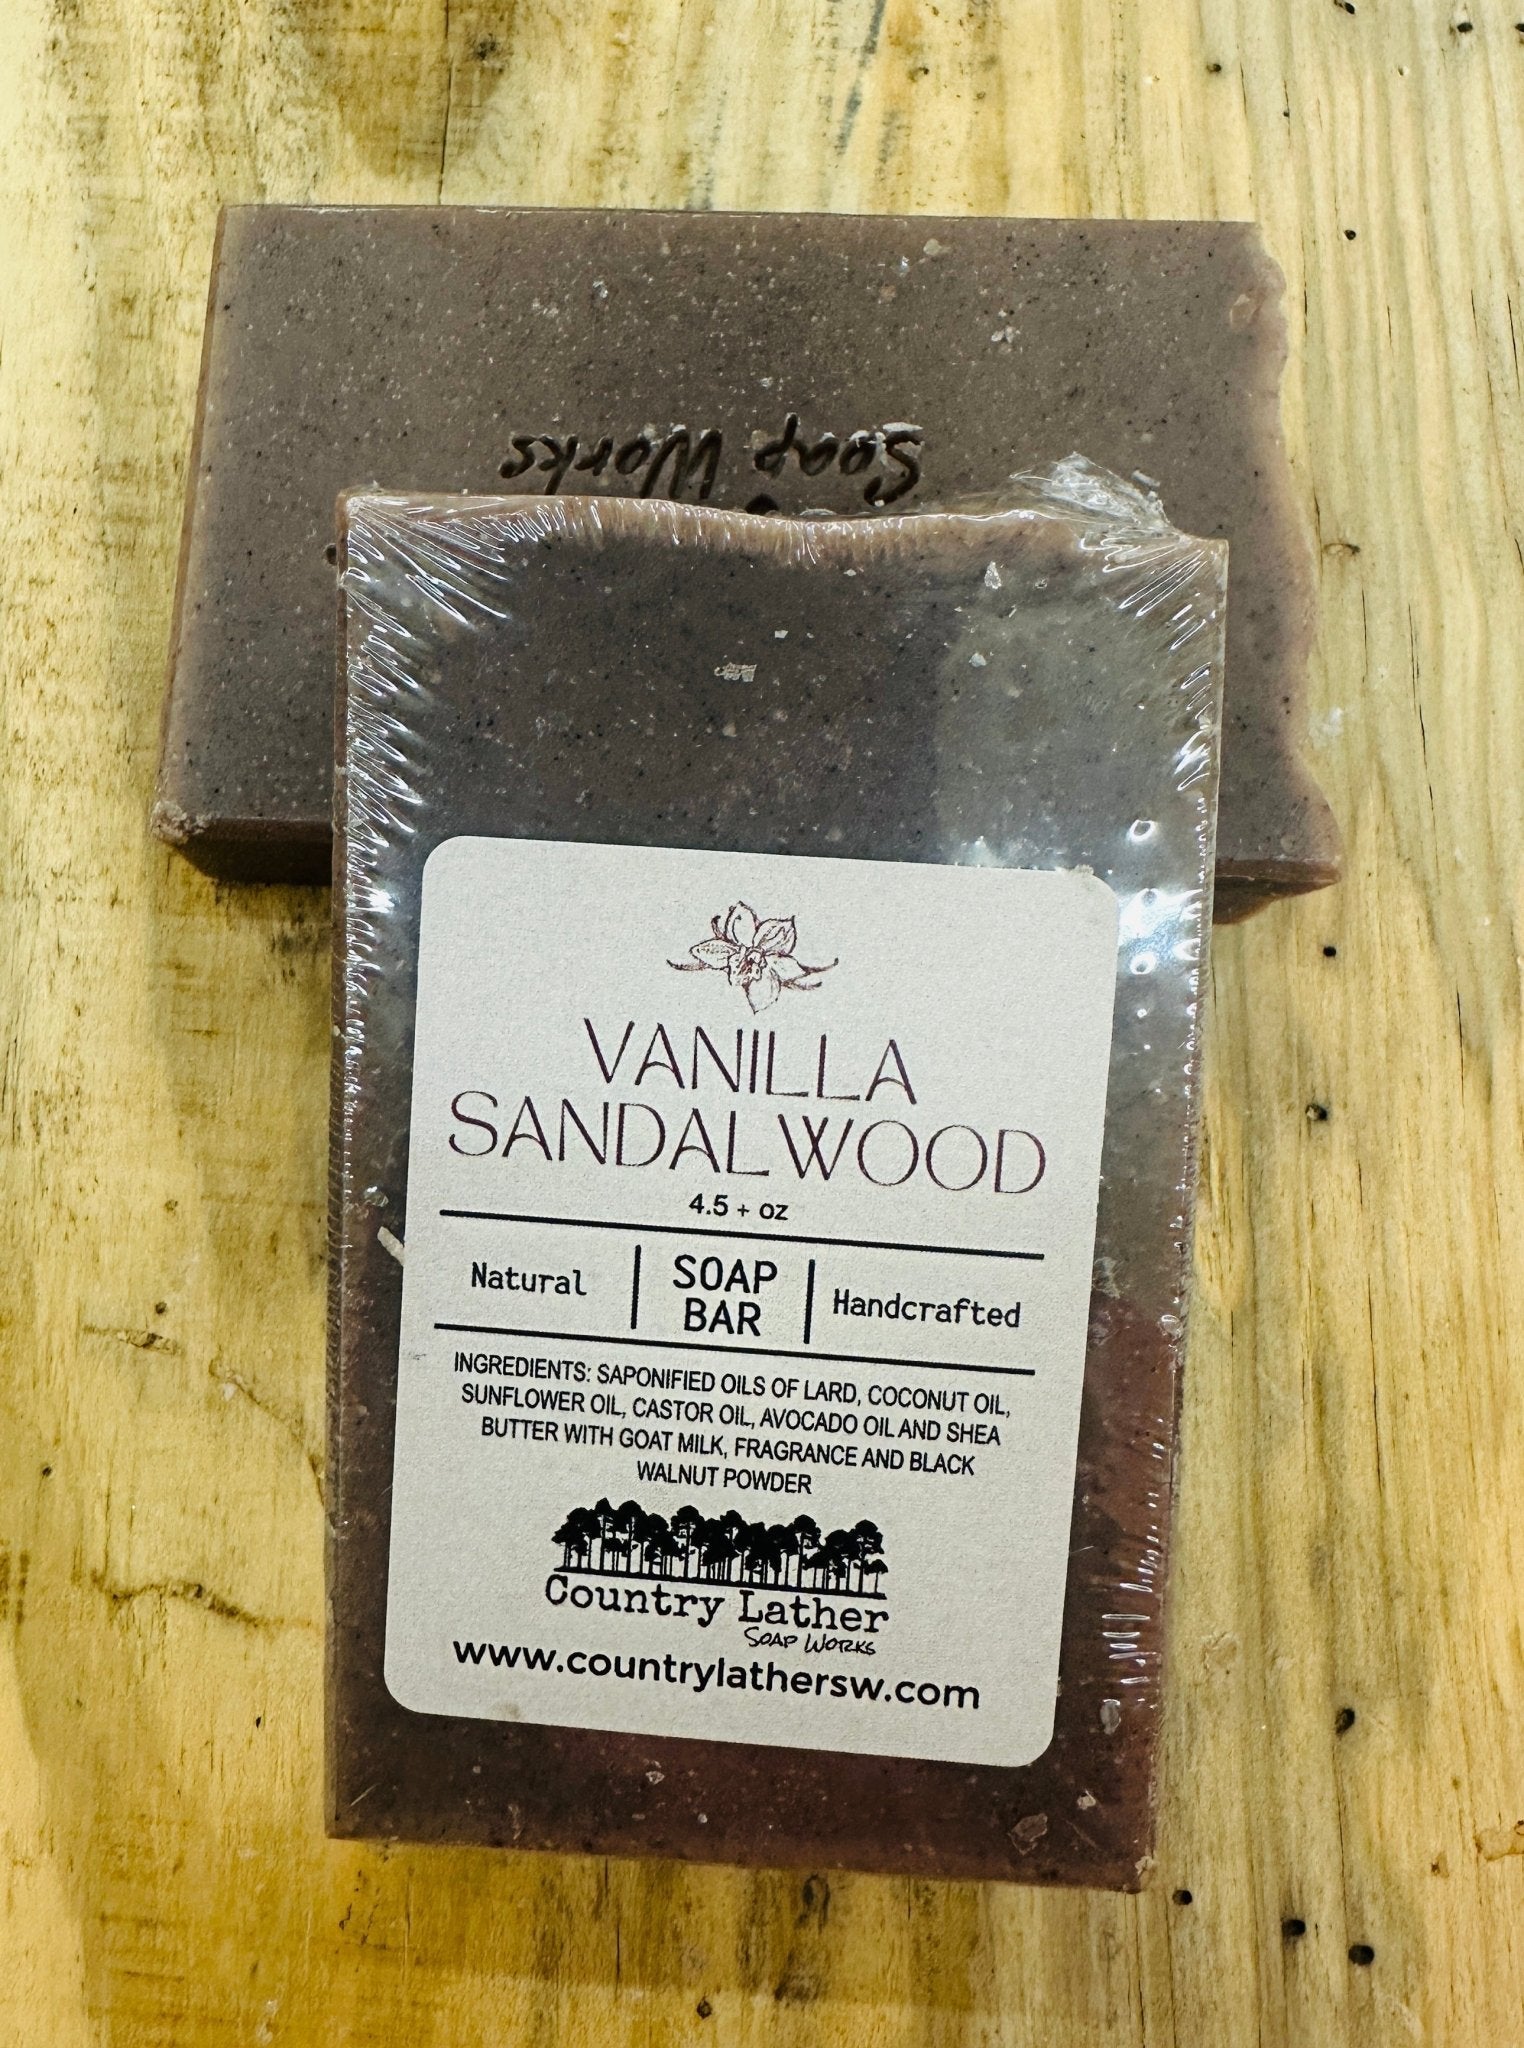 Soap Works
VANILLA
SANDALWOOD
4.5 + oz
Natural
SOAP
BAR
Handcrafted
INGREDIENTS: SAPONIFIED OILS OF LARD, COCONUT OIL,
SUNFLOWER OIL, CASTOR OIL, AVOCADO OIL AND SHEA
BUTTER WITH GOAT MILK, FRAGRANCE AND BLACK
WALNUT POWDER
Country Lather
SOAP WORKS
www.countrylathersw.com